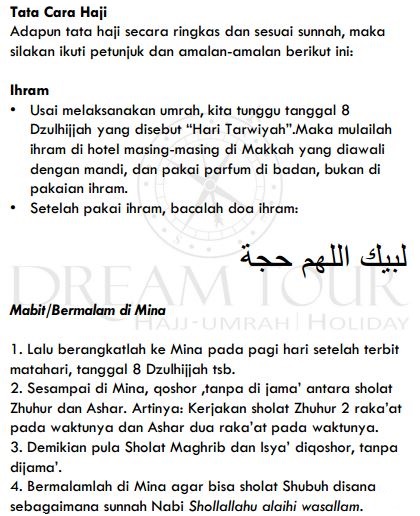 Tata Cara Haji
Adapun tata haji secara ringkas dan sesuai sunnah, maka
silakan ikuti petunjuk dan amalan-amalan berikut ini:
Ihram
• Usai melaksanakan umrah, kita tunggu tanggal 8
Dzulhijjah yang disebut “Hari Tarwiyah”.Maka mulailah
ihram di hotel masing-masing di Makkah yang diawali
dengan mandi, dan pakai parfum di badan, bukan di
pakaian ihram.
• Setelah pakai ihram, bacalah doa ihram:
لبيك اللهم حجة
DREAM TOUR
HAJJ-UMRAH | HOLIDAY
Mabit/Bermalam di Mina
1. Lalu berangkatlah ke Mina pada pagi hari setelah terbit
matahari, tanggal 8 Dzulhijjah tsb.
2. Sesampai di Mina, qoshor ,tanpa di jama’ antara sholat
Zhuhur dan Ashar. Artinya: Kerjakan sholat Zhuhur 2 raka’at
pada waktunya dan Ashar dua raka’at pada waktunya.
3. Demikian pula Sholat Maghrib dan Isya’ diqoshor, tanpa
dijama’.
4. Bermalamlah di Mina agar bisa sholat Shubuh disana
sebagaimana sunnah Nabi Shollallahu alaihi wasallam.